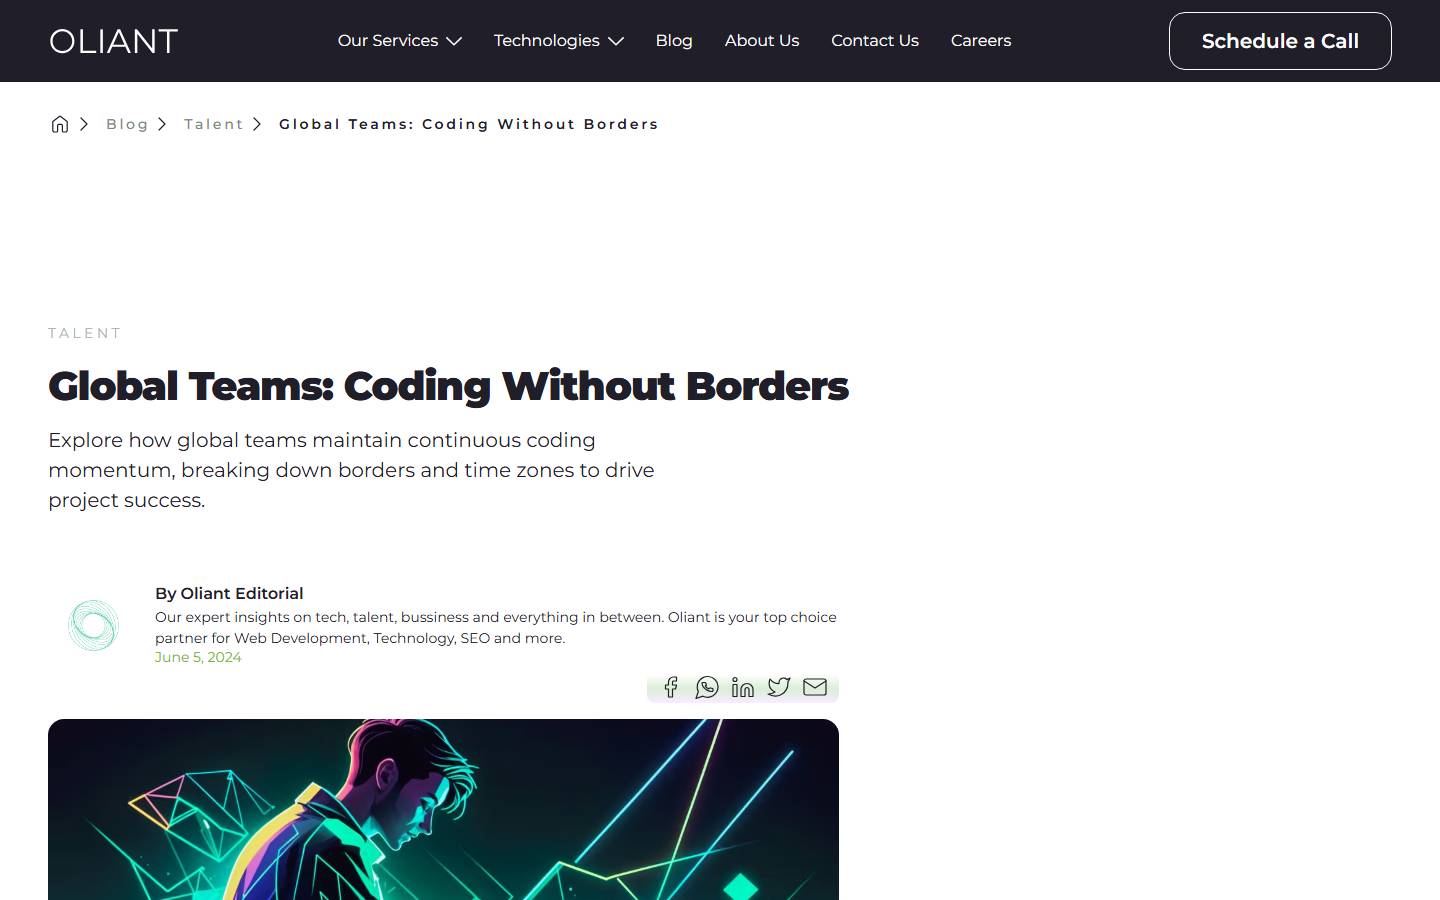 OLIANT
Our Services
Technologies
Blog
About Us
Contact Us
Careers
Schedule a Call
Blog
Talent
Global Teams: Coding Without Borders
TALENT
Global Teams: Coding Without Borders
Explore how global teams maintain continuous coding
momentum, breaking down borders and time zones to drive
project success.
By Oliant Editorial
Our expert insights on tech, talent, bussiness and everything in between. Oliant is your top choice
partner for Web Development, Technology, SEO and more.
June 5, 2024